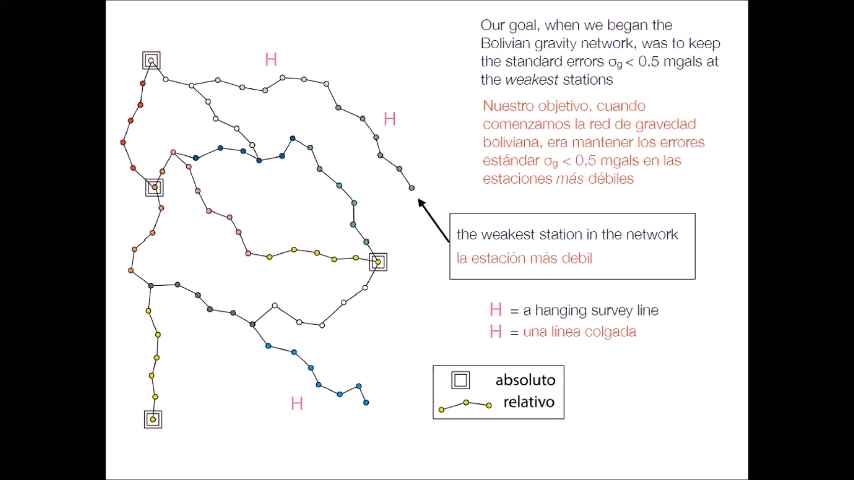 Our goal, when we began the
Bolivian gravity network, was to keep
the standard errors σg < 0.5 mgals at
the weakest stations
Nuestro objetivo, cuando
comenzamos la red de gravedad
boliviana, era mantener los errores
estándar σg < 0,5 mgals en las
estaciones más débiles
H
H
the weakest station in the network
la estación más debil
H = a hanging survey line
H = una línea colgada
absoluto
relativo
H